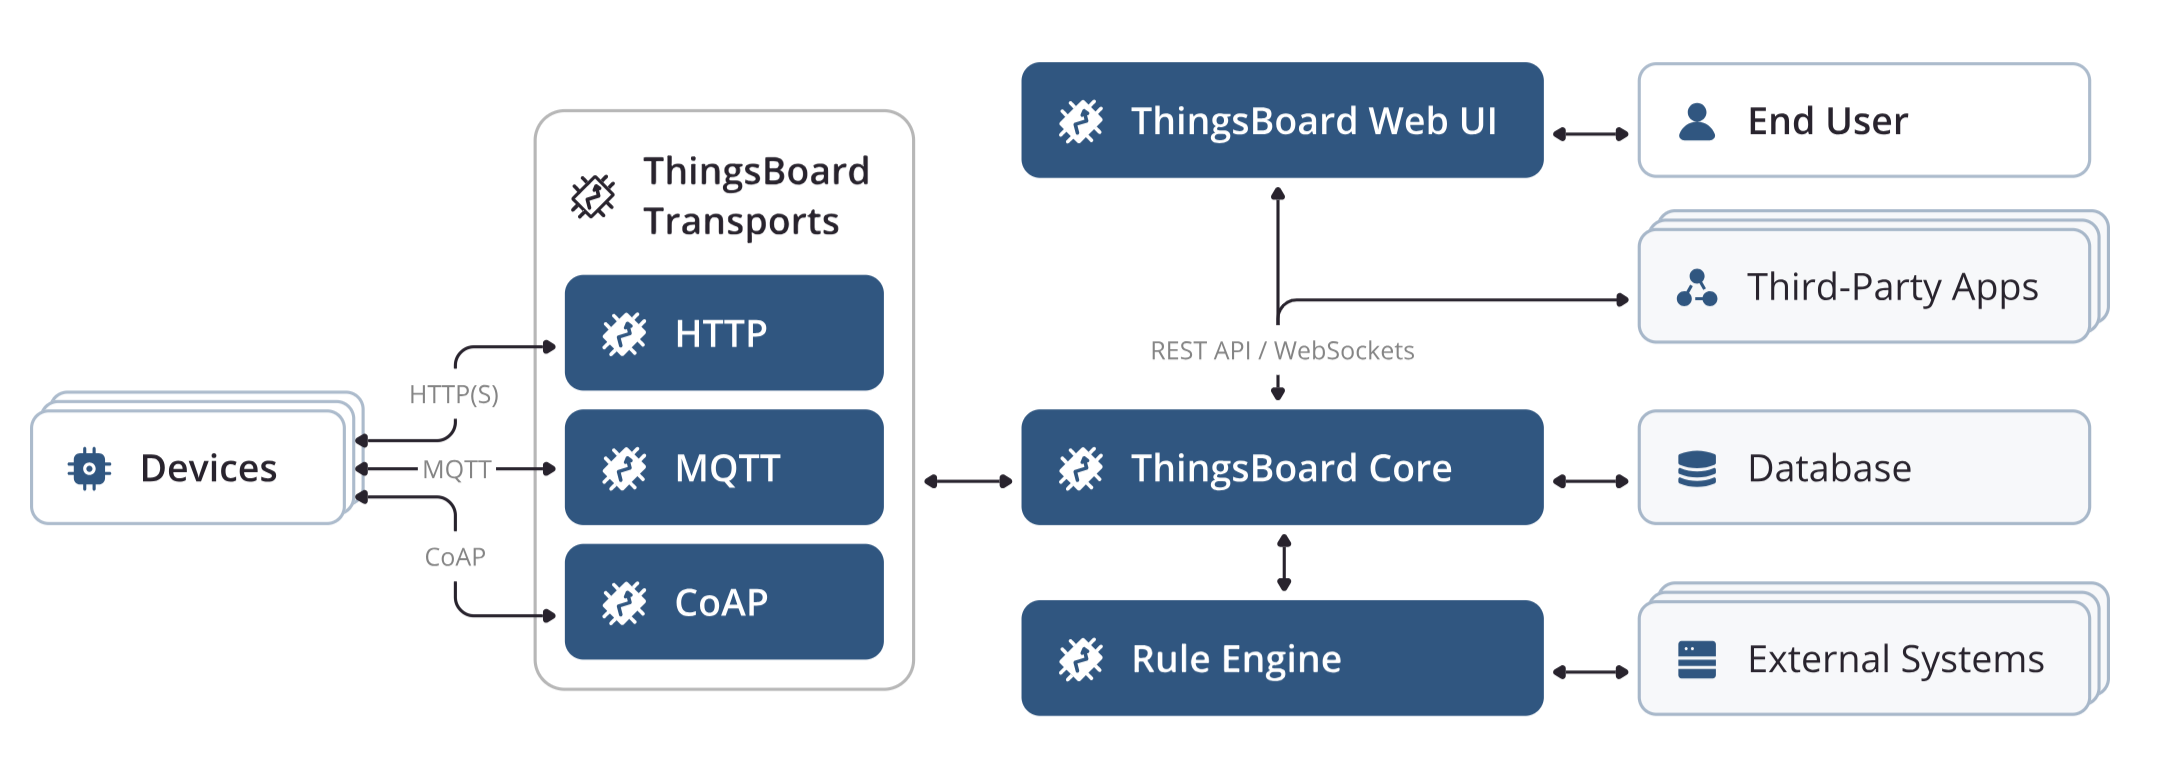 Devices
HTTP(S)
MQTT
CoAP
ThingsBoard
Transports
HTTP
MQTT
CoAP
ThingsBoard Web UI
REST API / WebSockets
ThingsBoard Core
Rule Engine
End User
Third-Party Apps
Database
External Systems